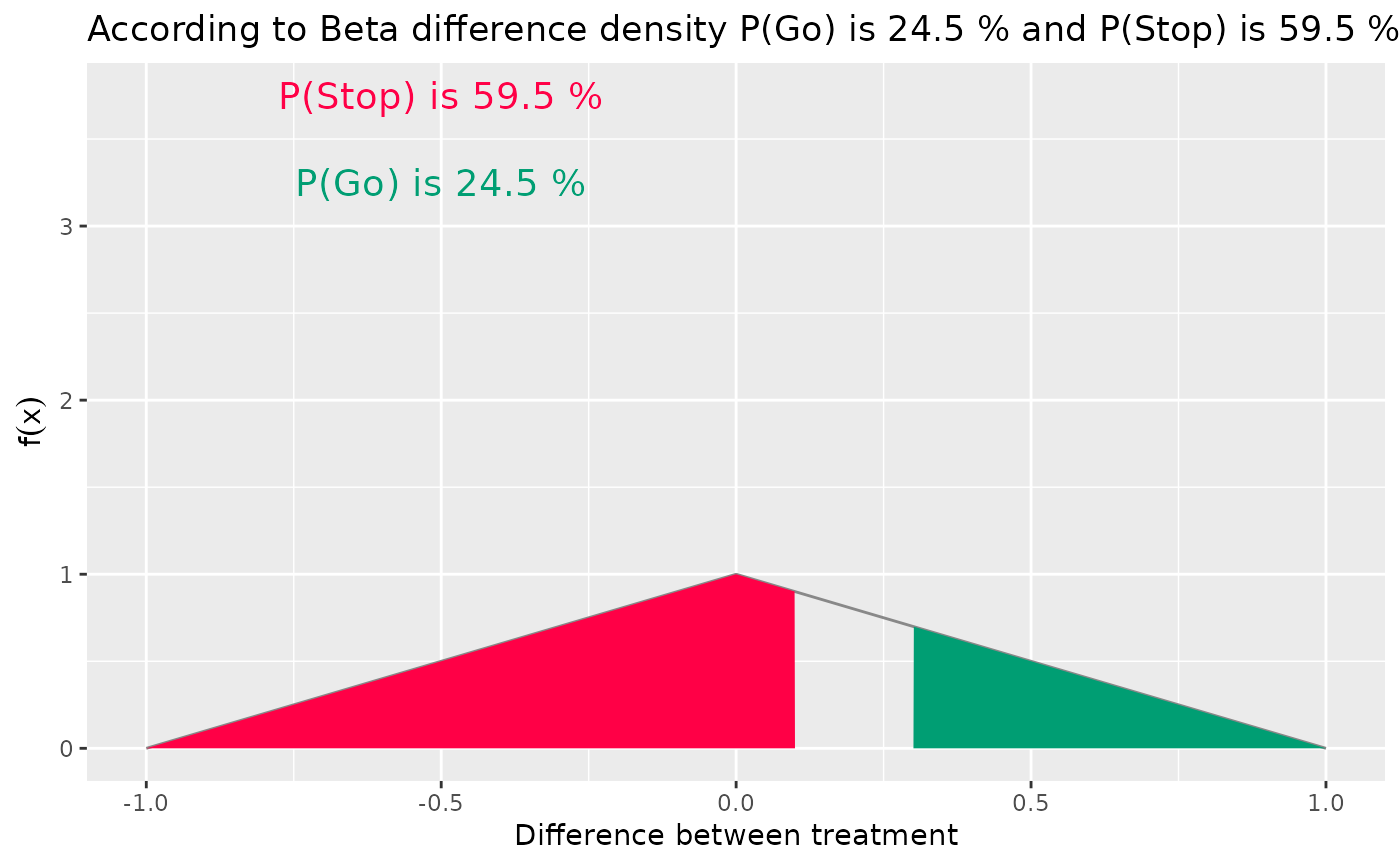 According to Beta difference density P(Go) is 24.5 % and P(Stop) is 59.5 %
P(Stop) is 59.5 %
P(Go) is 24.5 %
3
2
1
0
f(x)
-1.0 -0.5 0.0 0.5 1.0
Difference between treatment